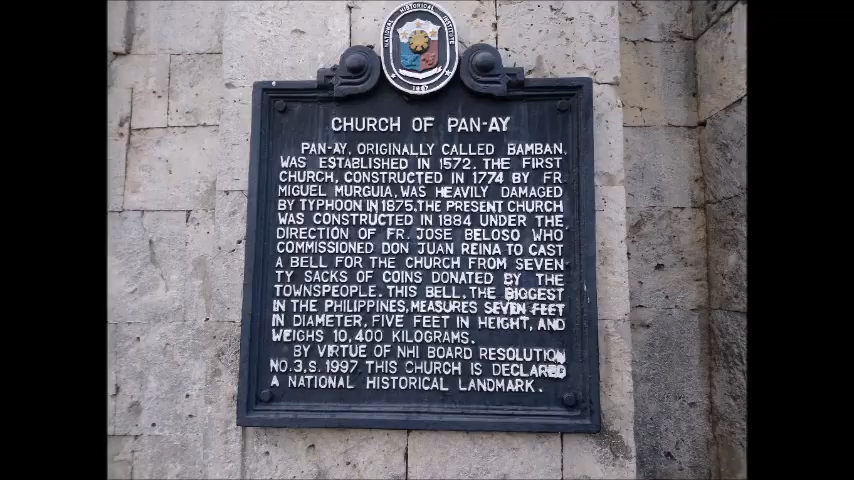 NATIONAL HISTORICAL INSTITUTE
CHURCH OF PAN-AY
PAN-AY, ORIGINALLY CALLED BAMBAN,
WAS ESTABLISHED IN 1572. THE FIRST
CHURCH, CONSTRUCTED IN 1774 BY FR
MIGUEL MURGUIA, WAS HEAVILY DAMAGED
BY TYPHOON IN 1875. THE PRESENT CHURCH
WAS CONSTRUCTED IN 1884 UNDER THE
DIRECTION OF FR. JOSE BELOSO WHO
COMMISSIONED DON JUAN REINA TO CAST
A BELL FOR THE CHURCH FROM SEVEN
TY SACKS OF COINS DONATED BY THE
TOWNSPEOPLE. THIS BELL, THE BIGGEST
IN THE PHILIPPINES, MEASURES SEVEN FEET
IN DIAMETER, FIVE FEET IN HEIGHT, AND
WEIGHS 10,400 KILOGRAMS.
BY VIRTUE OF NHI BOARD RESOLUTION
NO.3,S. 1997 THIS CHURCH IS DECLARED
A NATIONAL HISTORICAL LANDMARK.